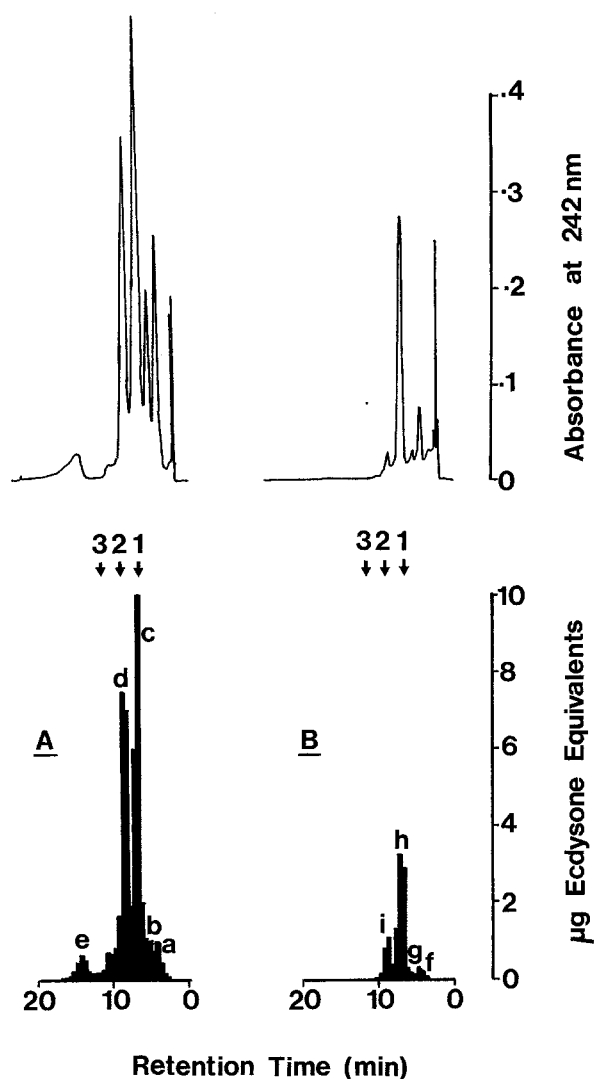 .4
.3
.2
.1
0
Absorbance at 242 nm
3 2 1
3 2 1
A
e
d
c
b
a
B
i
h
g
f
10
8
6
4
2
0
µg Ecdysone Equivalents
20 10 0
20 10 0
Retention Time (min)